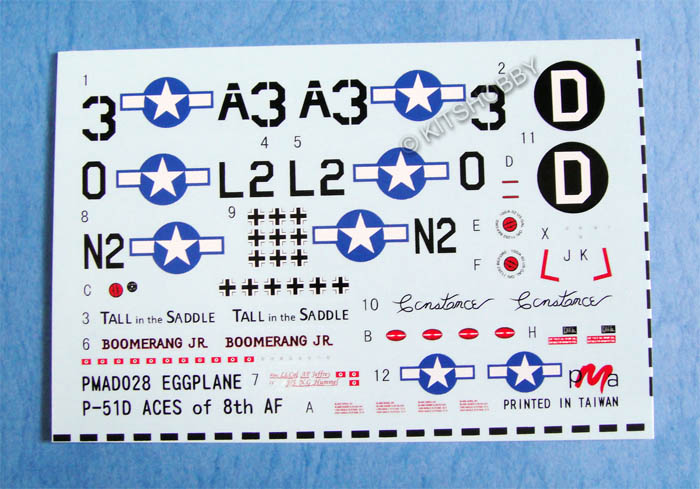 1
2
3 A3 A3 3 D
© KITSHOBBY
4 5 11
0 L2 L2 0 D D
8 9
N2 N2 E X
F J K
C
3 TALL in the SADDLE TALL in the SADDLE
10 Constance Constance
6 BOOMERANG JR. BOOMERANG JR.
B H
PMAD028 EGGPLANE 7
12 pMa
P-51D ACES of 8th AF A PRINTED IN TAIWAN